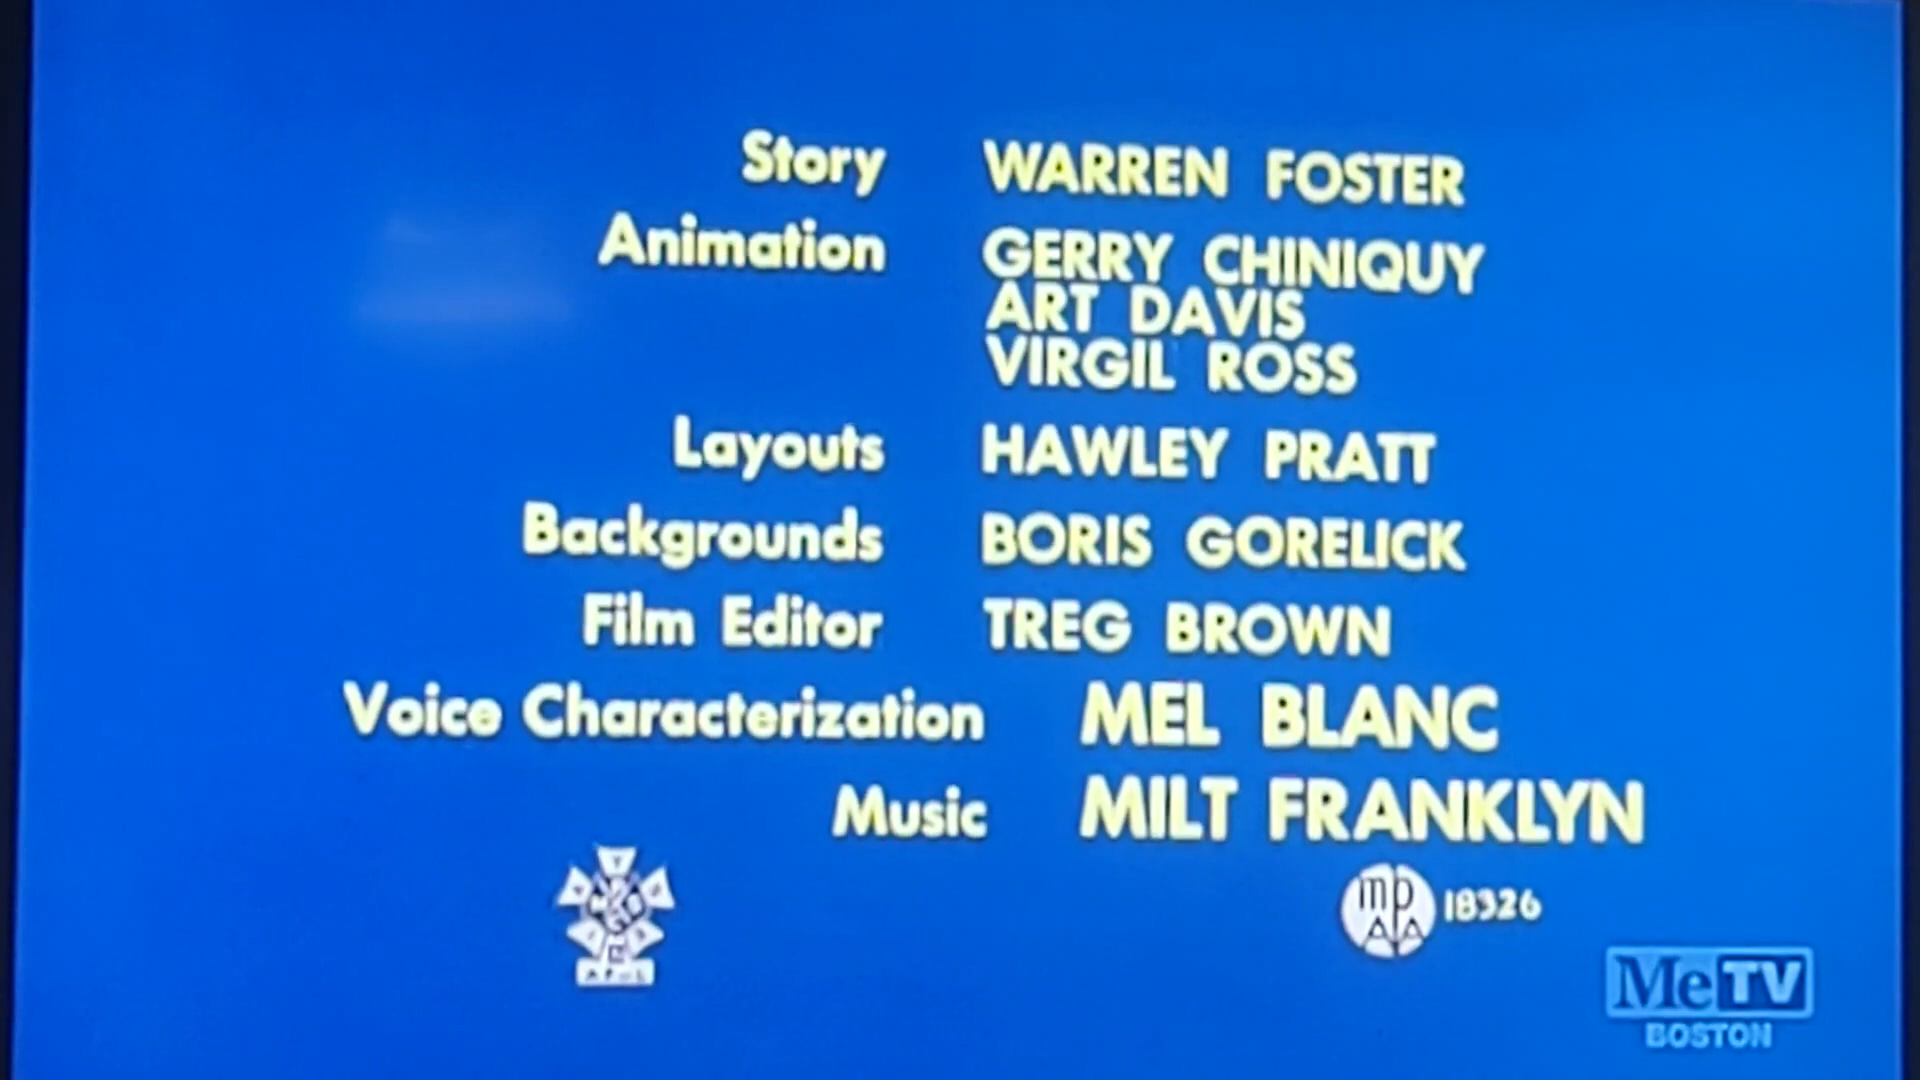 Story WARREN FOSTER
Animation GERRY CHINIQUY
ART DAVIS
VIRGIL ROSS
Layouts HAWLEY PRATT
Backgrounds BORIS GORELICK
Film Editor TREG BROWN
Voice Characterization MEL BLANC
Music MILT FRANKLYN
mpAA 18326
MeTV
BOSTON